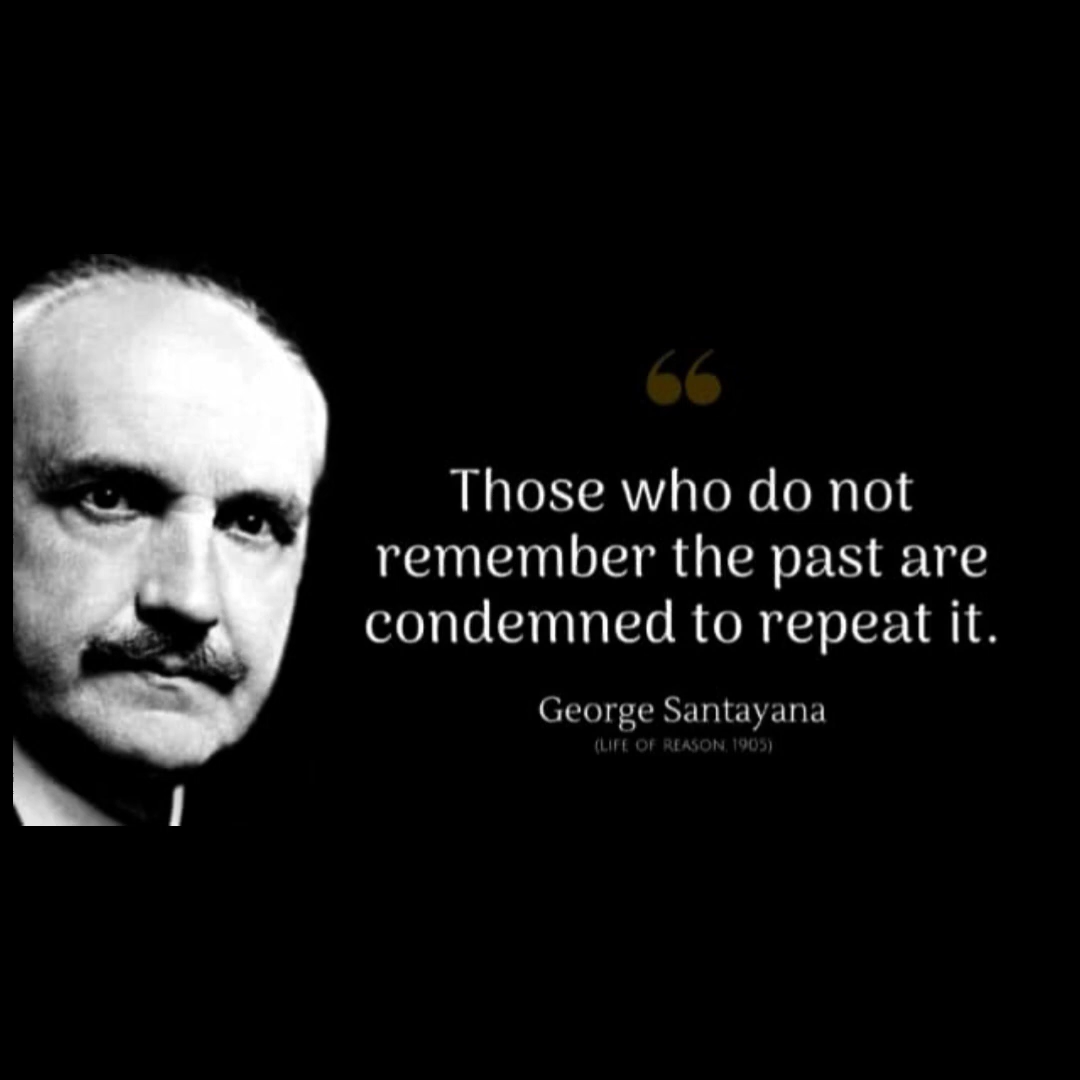 “
Those who do not
remember the past are
condemned to repeat it.
George Santayana
(LIFE OF REASON, 1905)